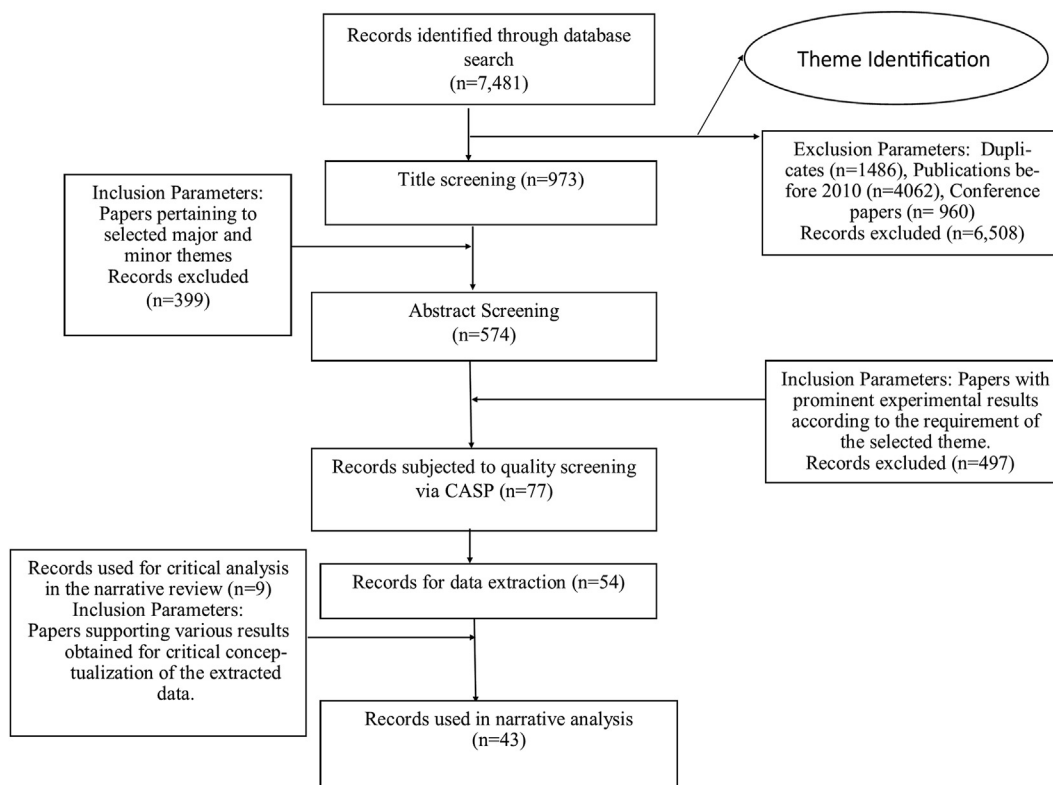 Records identified through database
search
(n=7,481)
Theme Identification
Exclusion Parameters:  Dupli-
cates (n=1486), Publications be-
fore 2010 (n=4062), Conference
papers (n= 960)
Records excluded (n=6,508)
Title screening (n=973)
Inclusion Parameters:
Papers pertaining to
selected major and
minor themes
Records excluded
(n=399)
Abstract Screening
(n=574)
Inclusion Parameters: Papers with
prominent experimental results
according to the requirement of
the selected theme.
Records excluded (n=497)
Records subjected to quality screening
via CASP (n=77)
Records for data extraction (n=54)
Records used for critical analysis
in the narrative review (n=9)
Inclusion Parameters:
Papers supporting various results
obtained for critical concep-
tualization of the extracted
data.
Records used in narrative analysis
(n=43)